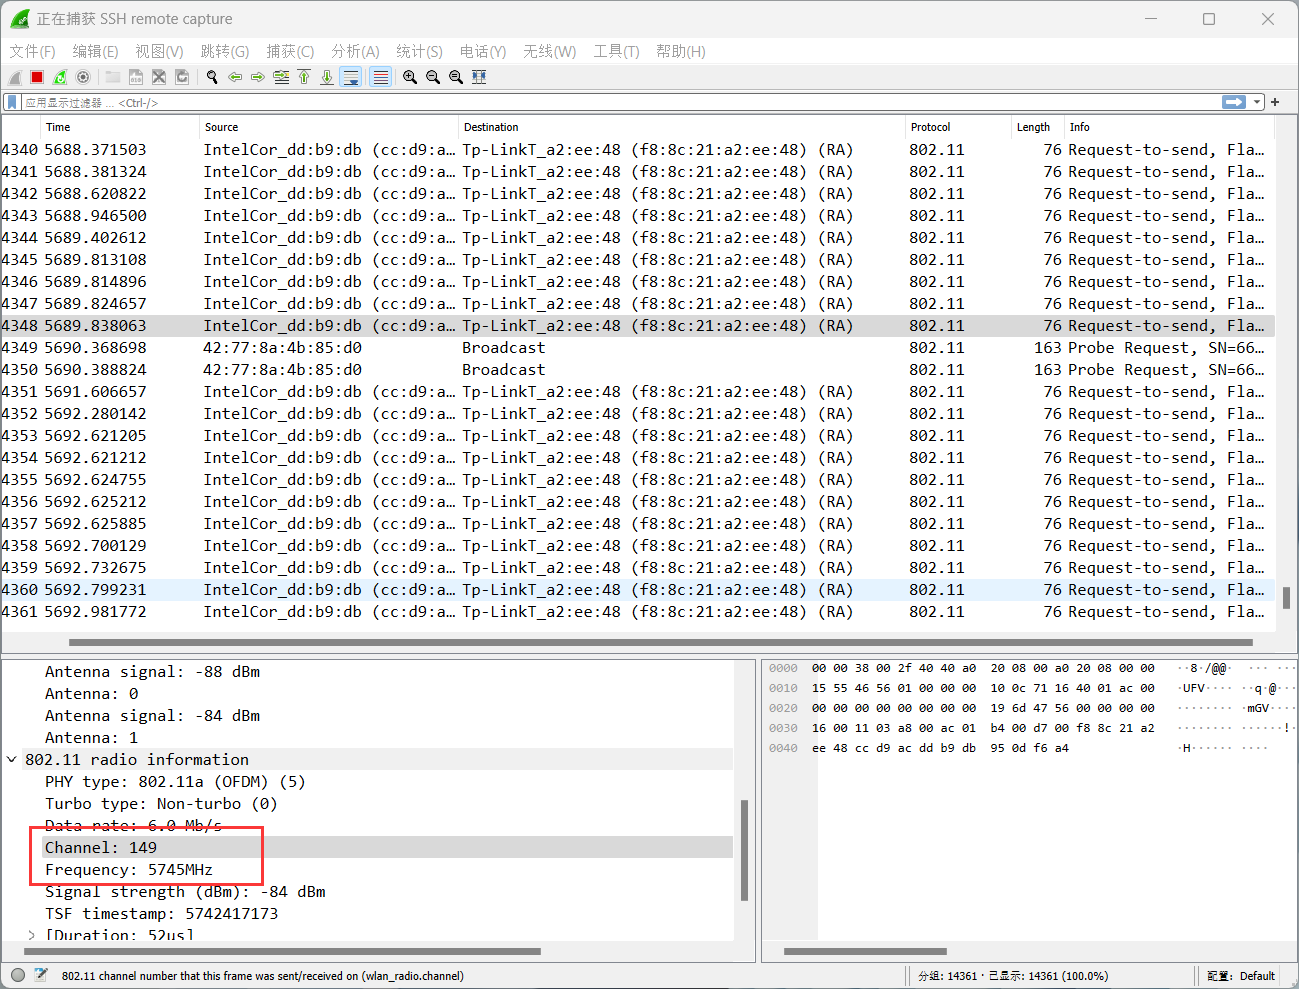 正在捕获 SSH remote capture
文件(F) 编辑(E) 视图(V) 跳转(G) 捕获(C) 分析(A) 统计(S) 电话(Y) 无线(W) 工具(T) 帮助(H)
应用显示过滤器 … <Ctrl-/>
Time Source Destination Protocol Length Info
4340 5688.371503 IntelCor_dd:b9:db (cc:d9:a… Tp-LinkT_a2:ee:48 (f8:8c:21:a2:ee:48) (RA) 802.11 76 Request-to-send, Fla…
4341 5688.381324 IntelCor_dd:b9:db (cc:d9:a… Tp-LinkT_a2:ee:48 (f8:8c:21:a2:ee:48) (RA) 802.11 76 Request-to-send, Fla…
4342 5688.620822 IntelCor_dd:b9:db (cc:d9:a… Tp-LinkT_a2:ee:48 (f8:8c:21:a2:ee:48) (RA) 802.11 76 Request-to-send, Fla…
4343 5688.946500 IntelCor_dd:b9:db (cc:d9:a… Tp-LinkT_a2:ee:48 (f8:8c:21:a2:ee:48) (RA) 802.11 76 Request-to-send, Fla…
4344 5689.402612 IntelCor_dd:b9:db (cc:d9:a… Tp-LinkT_a2:ee:48 (f8:8c:21:a2:ee:48) (RA) 802.11 76 Request-to-send, Fla…
4345 5689.813108 IntelCor_dd:b9:db (cc:d9:a… Tp-LinkT_a2:ee:48 (f8:8c:21:a2:ee:48) (RA) 802.11 76 Request-to-send, Fla…
4346 5689.814896 IntelCor_dd:b9:db (cc:d9:a… Tp-LinkT_a2:ee:48 (f8:8c:21:a2:ee:48) (RA) 802.11 76 Request-to-send, Fla…
4347 5689.824657 IntelCor_dd:b9:db (cc:d9:a… Tp-LinkT_a2:ee:48 (f8:8c:21:a2:ee:48) (RA) 802.11 76 Request-to-send, Fla…
4348 5689.838063 IntelCor_dd:b9:db (cc:d9:a… Tp-LinkT_a2:ee:48 (f8:8c:21:a2:ee:48) (RA) 802.11 76 Request-to-send, Fla…
4349 5690.368698 42:77:8a:4b:85:d0 Broadcast 802.11 163 Probe Request, SN=66…
4350 5690.388824 42:77:8a:4b:85:d0 Broadcast 802.11 163 Probe Request, SN=66…
4351 5691.606657 IntelCor_dd:b9:db (cc:d9:a… Tp-LinkT_a2:ee:48 (f8:8c:21:a2:ee:48) (RA) 802.11 76 Request-to-send, Fla…
4352 5692.280142 IntelCor_dd:b9:db (cc:d9:a… Tp-LinkT_a2:ee:48 (f8:8c:21:a2:ee:48) (RA) 802.11 76 Request-to-send, Fla…
4353 5692.621205 IntelCor_dd:b9:db (cc:d9:a… Tp-LinkT_a2:ee:48 (f8:8c:21:a2:ee:48) (RA) 802.11 76 Request-to-send, Fla…
4354 5692.621212 IntelCor_dd:b9:db (cc:d9:a… Tp-LinkT_a2:ee:48 (f8:8c:21:a2:ee:48) (RA) 802.11 76 Request-to-send, Fla…
4355 5692.624755 IntelCor_dd:b9:db (cc:d9:a… Tp-LinkT_a2:ee:48 (f8:8c:21:a2:ee:48) (RA) 802.11 76 Request-to-send, Fla…
4356 5692.625212 IntelCor_dd:b9:db (cc:d9:a… Tp-LinkT_a2:ee:48 (f8:8c:21:a2:ee:48) (RA) 802.11 76 Request-to-send, Fla…
4357 5692.625885 IntelCor_dd:b9:db (cc:d9:a… Tp-LinkT_a2:ee:48 (f8:8c:21:a2:ee:48) (RA) 802.11 76 Request-to-send, Fla…
4358 5692.700129 IntelCor_dd:b9:db (cc:d9:a… Tp-LinkT_a2:ee:48 (f8:8c:21:a2:ee:48) (RA) 802.11 76 Request-to-send, Fla…
4359 5692.732675 IntelCor_dd:b9:db (cc:d9:a… Tp-LinkT_a2:ee:48 (f8:8c:21:a2:ee:48) (RA) 802.11 76 Request-to-send, Fla…
4360 5692.799231 IntelCor_dd:b9:db (cc:d9:a… Tp-LinkT_a2:ee:48 (f8:8c:21:a2:ee:48) (RA) 802.11 76 Request-to-send, Fla…
4361 5692.981772 IntelCor_dd:b9:db (cc:d9:a… Tp-LinkT_a2:ee:48 (f8:8c:21:a2:ee:48) (RA) 802.11 76 Request-to-send, Fla…
Antenna signal: -88 dBm
Antenna: 0
Antenna signal: -84 dBm
Antenna: 1
802.11 radio information
PHY type: 802.11a (OFDM) (5)
Turbo type: Non-turbo (0)
Data rate: 6.0 Mb/s
Channel: 149
Frequency: 5745MHz
Signal strength (dBm): -84 dBm
TSF timestamp: 5742417173
[Duration: 52us]
0000 00 00 38 00 2f 40 40 a0 20 08 00 a0 20 08 00 00 ··8·/@@· ··· ···
0010 15 55 46 56 01 00 00 00 10 0c 71 16 40 01 ac 00 ·UFV···· ··q·@···
0020 00 00 00 00 00 00 00 00 19 6d 47 56 00 00 00 00 ········ ·mGV····
0030 16 00 11 03 a8 00 ac 01 b4 00 d7 00 f8 8c 21 a2 ········ ······!·
0040 ee 48 cc d9 ac dd b9 db 95 0d f6 a4 ·H······ ····
802.11 channel number that this frame was sent/received on (wlan_radio.channel)
分组: 14361 · 已显示: 14361 (100.0%)
配置: Default